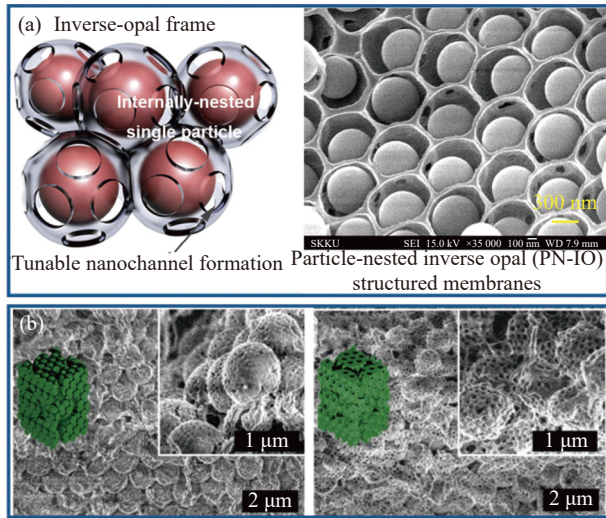 (a) Inverse-opal frame
Internally-nested
single particle
Tunable nanochannel formation
300 nm
SKKU SEI 15.0 kV ×35 000 100 nm WD 7.9 mm
Particle-nested inverse opal (PN-IO)
structured membranes
(b)
1 μm
2 μm
1 μm
2 μm